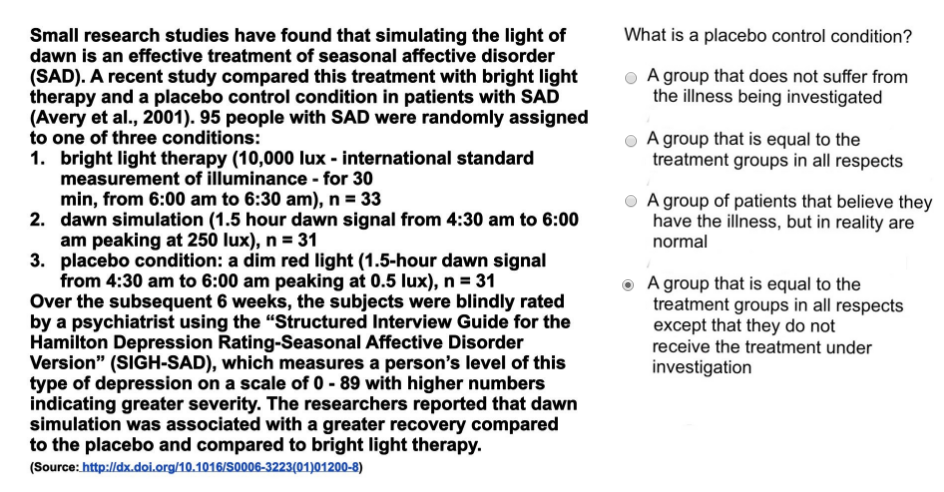 Small research studies have found that simulating the light of
dawn is an effective treatment of seasonal affective disorder
(SAD). A recent study compared this treatment with bright light
therapy and a placebo control condition in patients with SAD
(Avery et al., 2001). 95 people with SAD were randomly assigned
to one of three conditions:
1. bright light therapy (10,000 lux - international standard
measurement of illuminance - for 30
min, from 6:00 am to 6:30 am), n = 33
2. dawn simulation (1.5 hour dawn signal from 4:30 am to 6:00
am peaking at 250 lux), n = 31
3. placebo condition: a dim red light (1.5-hour dawn signal
from 4:30 am to 6:00 am peaking at 0.5 lux), n = 31
Over the subsequent 6 weeks, the subjects were blindly rated
by a psychiatrist using the “Structured Interview Guide for the
Hamilton Depression Rating-Seasonal Affective Disorder
Version” (SIGH-SAD), which measures a person’s level of this
type of depression on a scale of 0 - 89 with higher numbers
indicating greater severity. The researchers reported that dawn
simulation was associated with a greater recovery compared
to the placebo and compared to bright light therapy.
(Source: http://dx.doi.org/10.1016/S0006-3223(01)01200-8)
What is a placebo control condition?
A group that does not suffer from
the illness being investigated
A group that is equal to the
treatment groups in all respects
A group of patients that believe they
have the illness, but in reality are
normal
A group that is equal to the
treatment groups in all respects
except that they do not
receive the treatment under
investigation